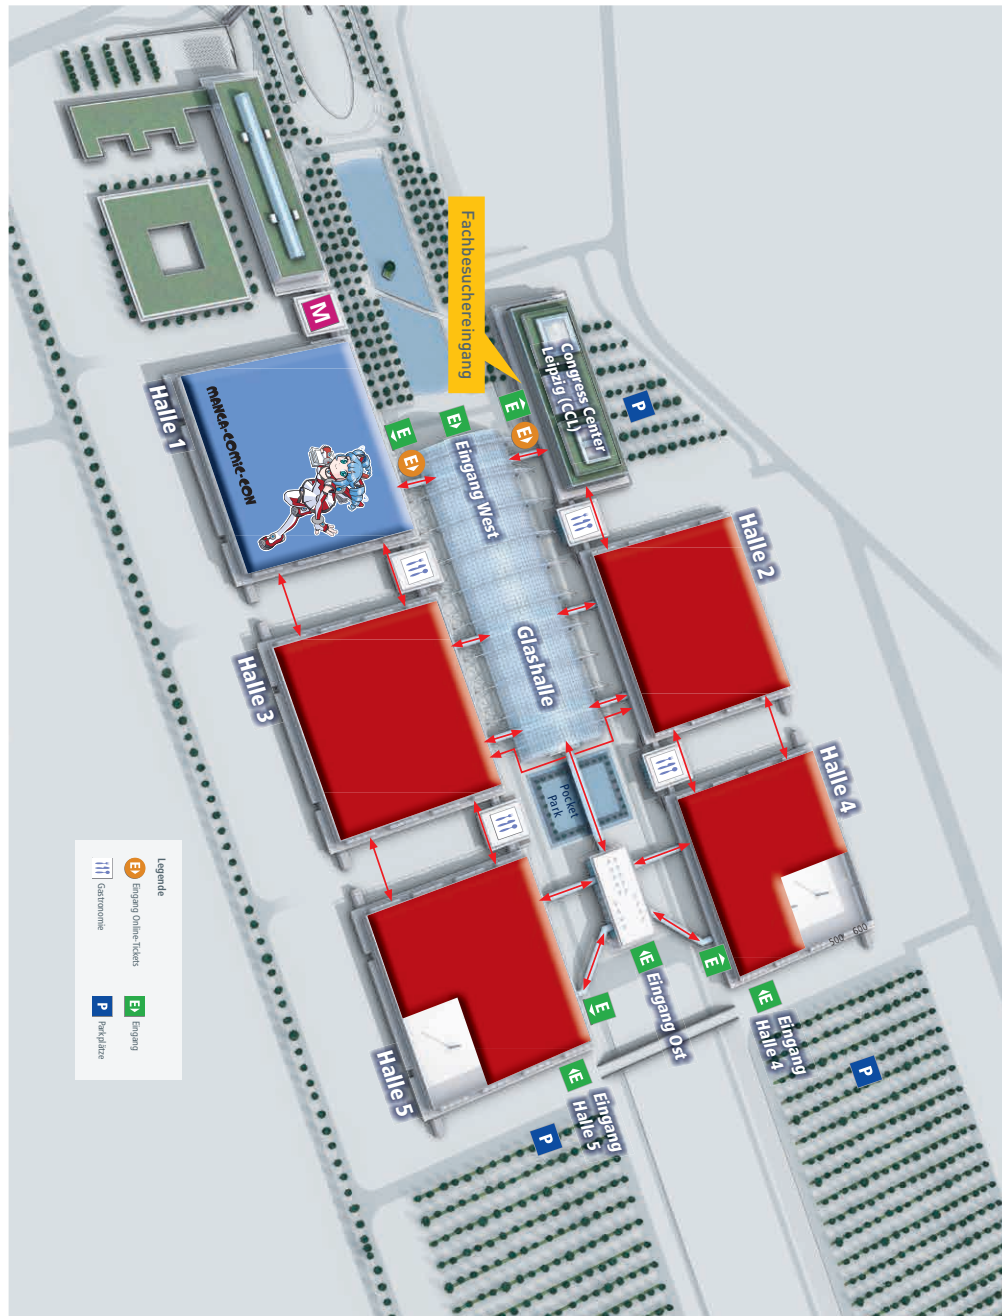 Fachbesuchereingang
Congress Center
Leipzig (CCL)
P
M
MANGA-COMIC-CON
Halle 1
E
E
E
Eingang West
E
E
Halle 2
Glashalle
Halle 3
Pocket
Park
Halle 4
500
600
E
Eingang Ost
E
E
Eingang
Halle 4
P
E
Halle 5
E
Eingang
Halle 5
P
Legende
E Eingang Online-Tickets
E Eingang
Gastronomie
P Parkplätze